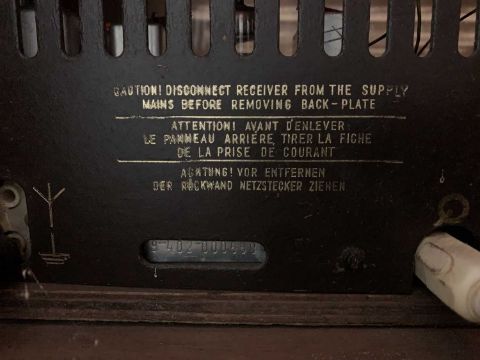 CAUTION! DISCONNECT RECEIVER FROM THE SUPPLY
MAINS BEFORE REMOVING BACK-PLATE
ATTENTION! AVANT D'ENLEVER
LE PANNEAU ARRIÈRE, TIRER LA FICHE
DE LA PRISE DE COURANT
ACHTUNG! VOR ENTFERNEN
DER RÜCKWAND NETZSTECKER ZIEHEN